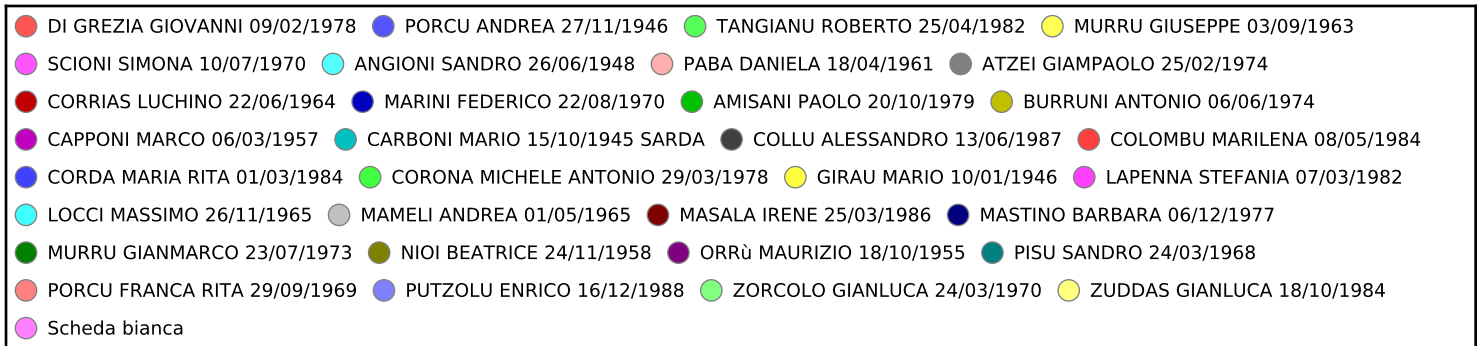 DI GREZIA GIOVANNI 09/02/1978 PORCU ANDREA 27/11/1946 TANGIANU ROBERTO 25/04/1982 MURRU GIUSEPPE 03/09/1963
SCIONI SIMONA 10/07/1970 ANGIONI SANDRO 26/06/1948 PABA DANIELA 18/04/1961 ATZEI GIAMPAOLO 25/02/1974
CORRIAS LUCHINO 22/06/1964 MARINI FEDERICO 22/08/1970 AMISANI PAOLO 20/10/1979 BURRUNI ANTONIO 06/06/1974
CAPPONI MARCO 06/03/1957 CARBONI MARIO 15/10/1945 SARDA COLLU ALESSANDRO 13/06/1987 COLOMBU MARILENA 08/05/1984
CORDA MARIA RITA 01/03/1984 CORONA MICHELE ANTONIO 29/03/1978 GIRAU MARIO 10/01/1946 LAPENNA STEFANIA 07/03/1982
LOCCI MASSIMO 26/11/1965 MAMELI ANDREA 01/05/1965 MASALA IRENE 25/03/1986 MASTINO BARBARA 06/12/1977
MURRU GIANMARCO 23/07/1973 NIOI BEATRICE 24/11/1958 ORRù MAURIZIO 18/10/1955 PISU SANDRO 24/03/1968
PORCU FRANCA RITA 29/09/1969 PUTZOLU ENRICO 16/12/1988 ZORCOLO GIANLUCA 24/03/1970 ZUDDAS GIANLUCA 18/10/1984
Scheda bianca